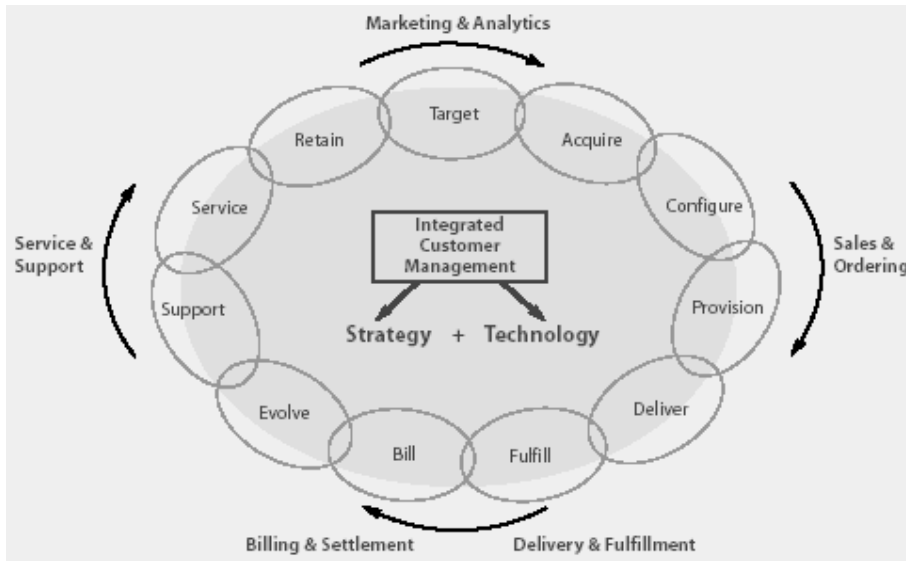 Marketing & Analytics
Target
Retain
Acquire
Service
Configure
Integrated
Customer
Management
Service &
Support
Sales &
Ordering
Support
Provision
Strategy + Technology
Evolve
Deliver
Bill
Fulfill
Billing & Settlement
Delivery & Fulfillment